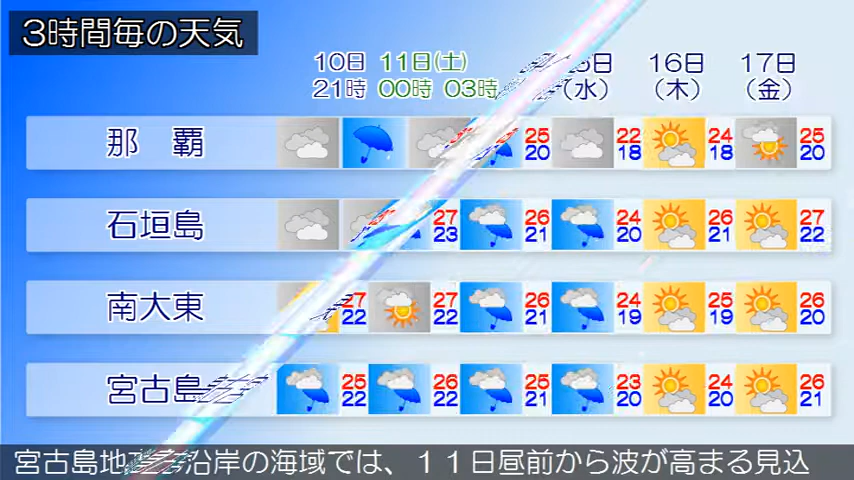 3時間毎の天気
10日 11日(土) 日 16日 17日
21時 00時 03時 (水) (木) (金)
那覇 25 20 22 18 24 18 25 20
石垣島 27 23 26 21 24 20 26 21 27 22
南大東 27 22 27 22 26 21 24 19 25 19 26 20
宮古島 25 22 26 22 25 21 23 20 24 20 26 21
宮古島地 沿岸の海域では、11日昼前から波が高まる見込